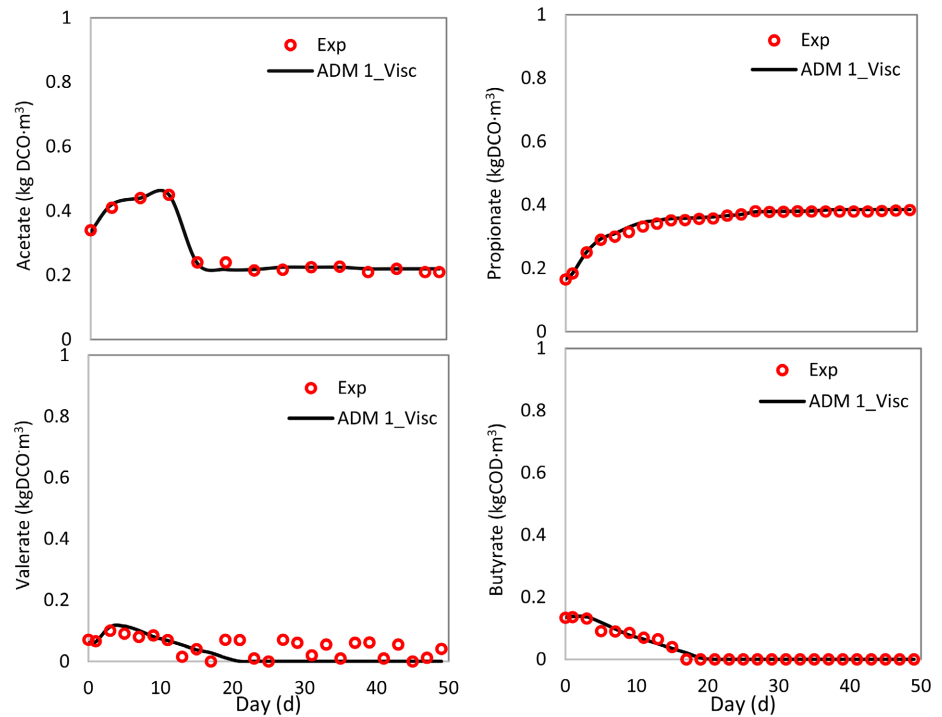 1
0.8
0.6
0.4
0.2
0
Acetate (kg DCO·m³)
Exp
ADM 1_Visc
1
0.8
0.6
0.4
0.2
0
Propionate (kgDCO·m³)
Exp
ADM 1_Visc
1
0.8
0.6
0.4
0.2
0
Valerate (kgDCO·m³)
Exp
ADM 1_Visc
0 10 20 30 40 50
Day (d)
1
0.8
0.6
0.4
0.2
0
Butyrate (kgCOD·m³)
Exp
ADM 1_Visc
0 10 20 30 40 50
Day (d)